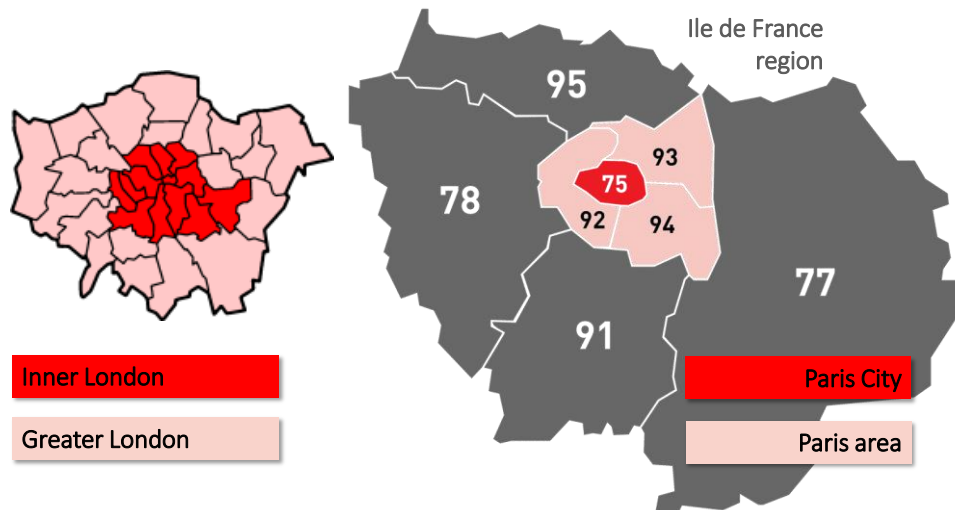 Ile de France
region
95
93
75
78
92
94
77
91
Inner London
Paris City
Greater London
Paris area